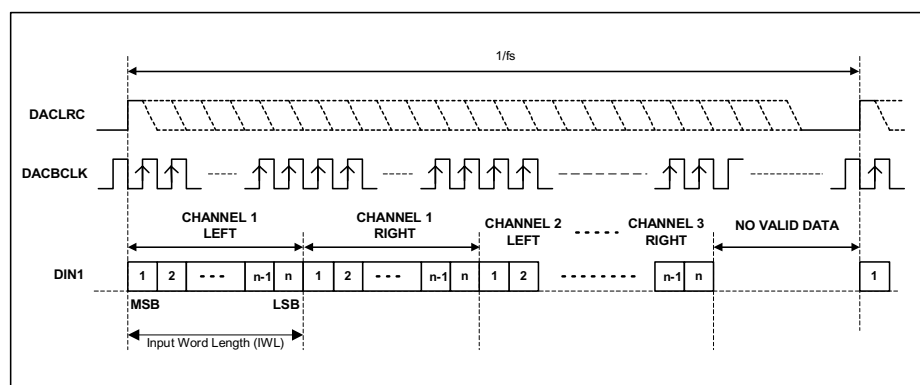 1/fs
DACLRC
DACBCLK
CHANNEL 1 LEFT
CHANNEL 1 RIGHT
CHANNEL 2 LEFT
CHANNEL 3 RIGHT
NO VALID DATA
DIN1
1 2 n-1 n 1 2 n-1 n 1 2 n-1 n 1
MSB LSB
Input Word Length (IWL)